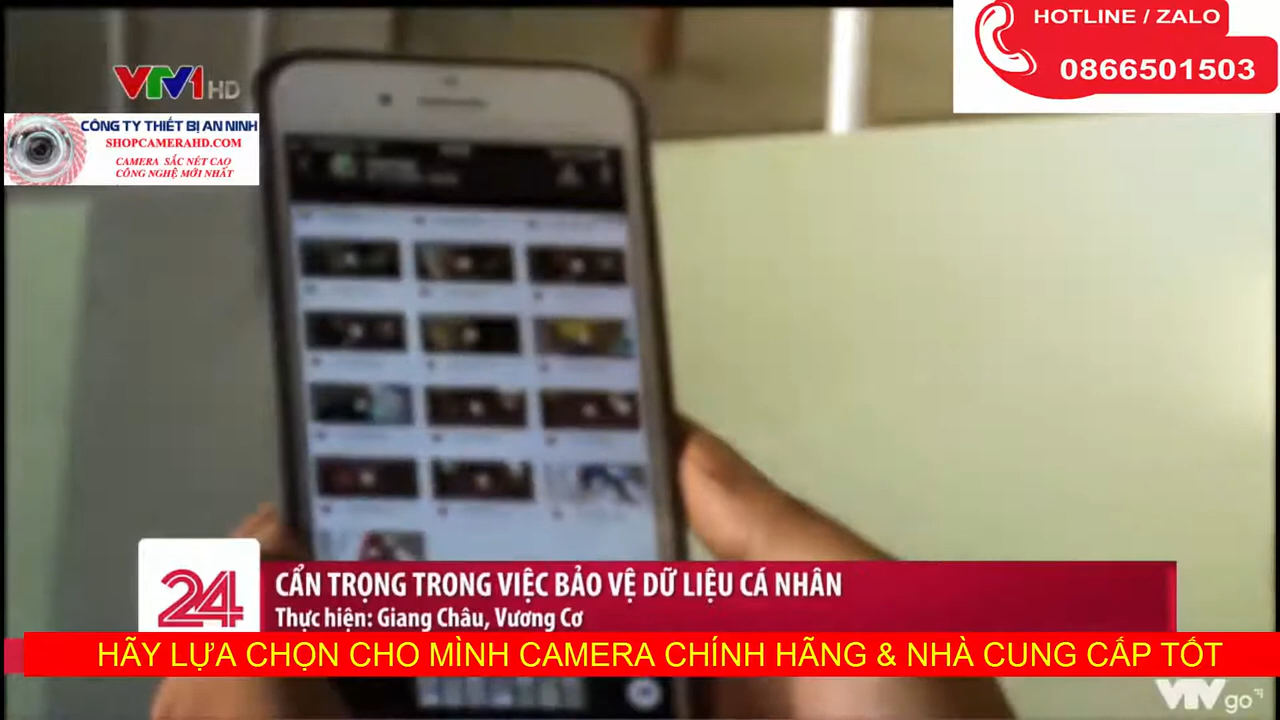 HOTLINE / ZALO
0866501503
VTV1 HD
CÔNG TY THIẾT BỊ AN NINH
SHOPCAMERAHD.COM
CAMERA SẮC NÉT CAO
CÔNG NGHỆ MỚI NHẤT
24
CẨN TRỌNG TRONG VIỆC BẢO VỆ DỮ LIỆU CÁ NHÂN
Thực hiện: Giang Châu, Vương Cơ
HÃY LỰA CHỌN CHO MÌNH CAMERA CHÍNH HÃNG & NHÀ CUNG CẤP TỐT
VTV go